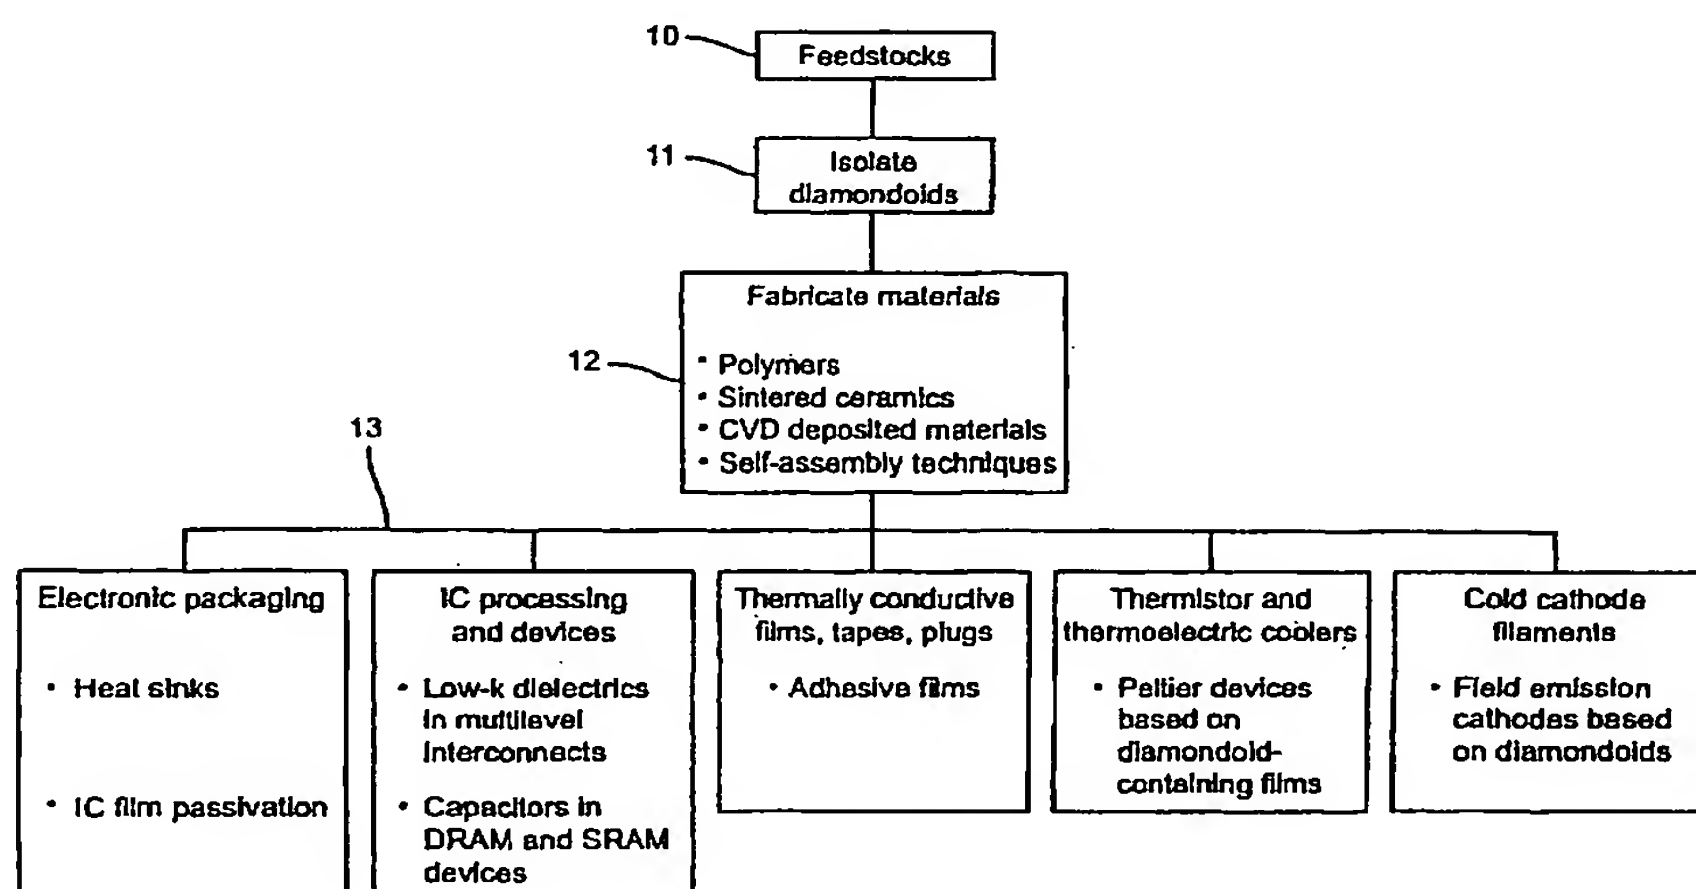 10
Feedstocks
11
Isolate
diamondoids
Fabricate materials
12
• Polymers
• Sintered ceramics
• CVD deposited materials
• Self-assembly techniques
13
Electronic packaging
• Heat sinks
• IC film passivation
IC processing
and devices
• Low-k dielectrics
in multilevel
interconnects
• Capacitors in
DRAM and SRAM
devices
Thermally conductive
films, tapes, plugs
• Adhesive films
Thermistor and
thermoelectric coolers
• Peltier devices
based on
diamondoid-
containing films
Cold cathode
filaments
• Field emission
cathodes based
on diamondoids